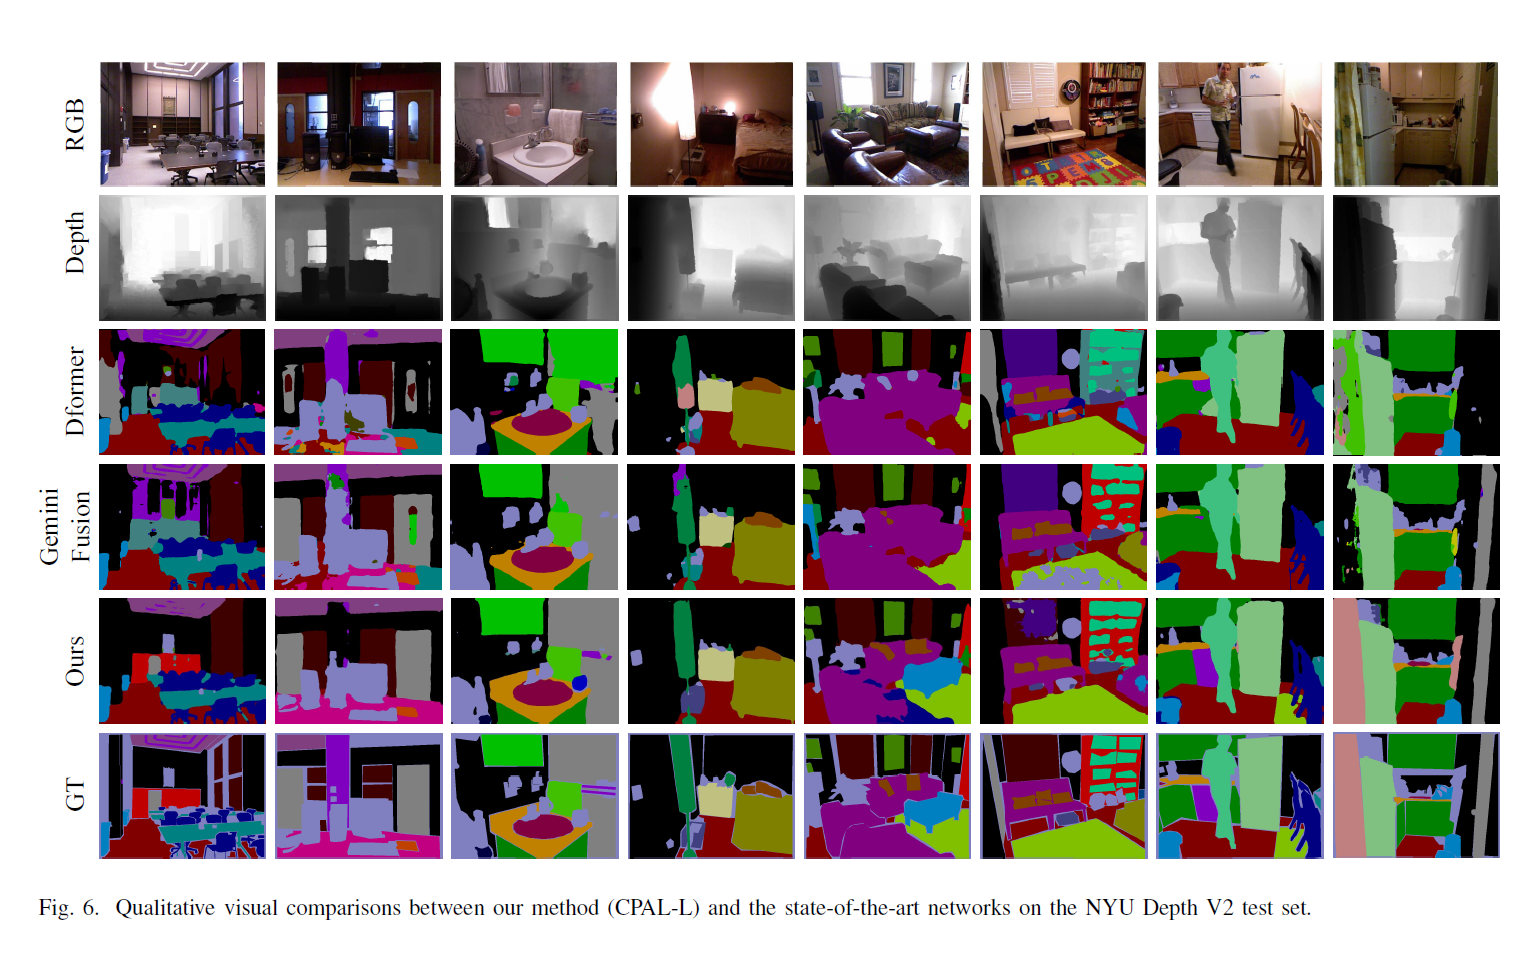 RGB
Depth
Dformer
Gemini
Fusion
Ours
GT
Fig. 6. Qualitative visual comparisons between our method (CPAL-L) and the state-of-the-art networks on the NYU Depth V2 test set.